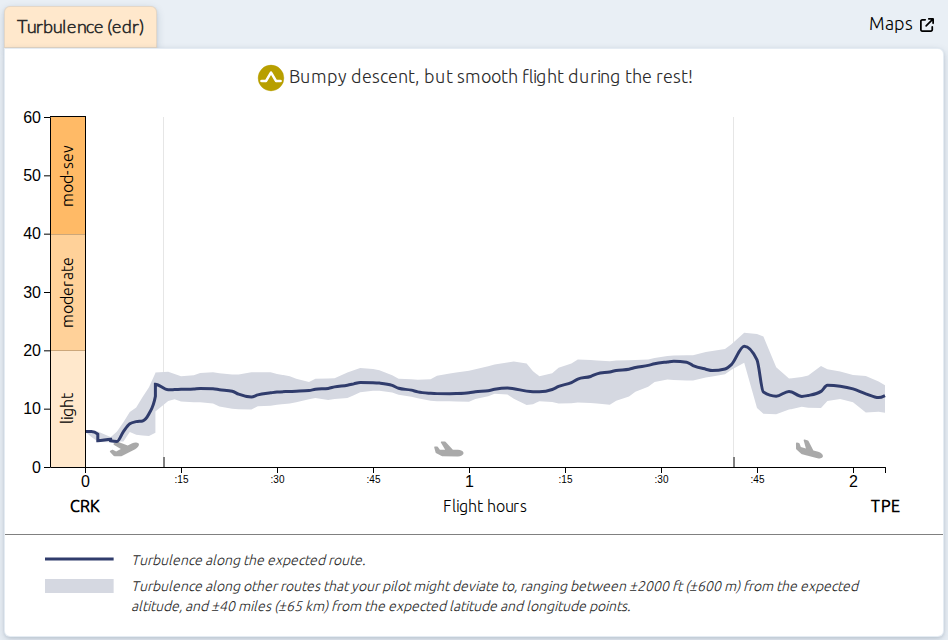 Turbulence (edr)
Maps
Bumpy descent, but smooth flight during the rest!
60
50
40
30
20
10
0
mod-sev
moderate
light
0 :15 :30 :45 1 :15 :30 :45 2
CRK Flight hours TPE
Turbulence along the expected route.
Turbulence along other routes that your pilot might deviate to, ranging between ±2000 ft (±600 m) from the expected
altitude, and ±40 miles (±65 km) from the expected latitude and longitude points.